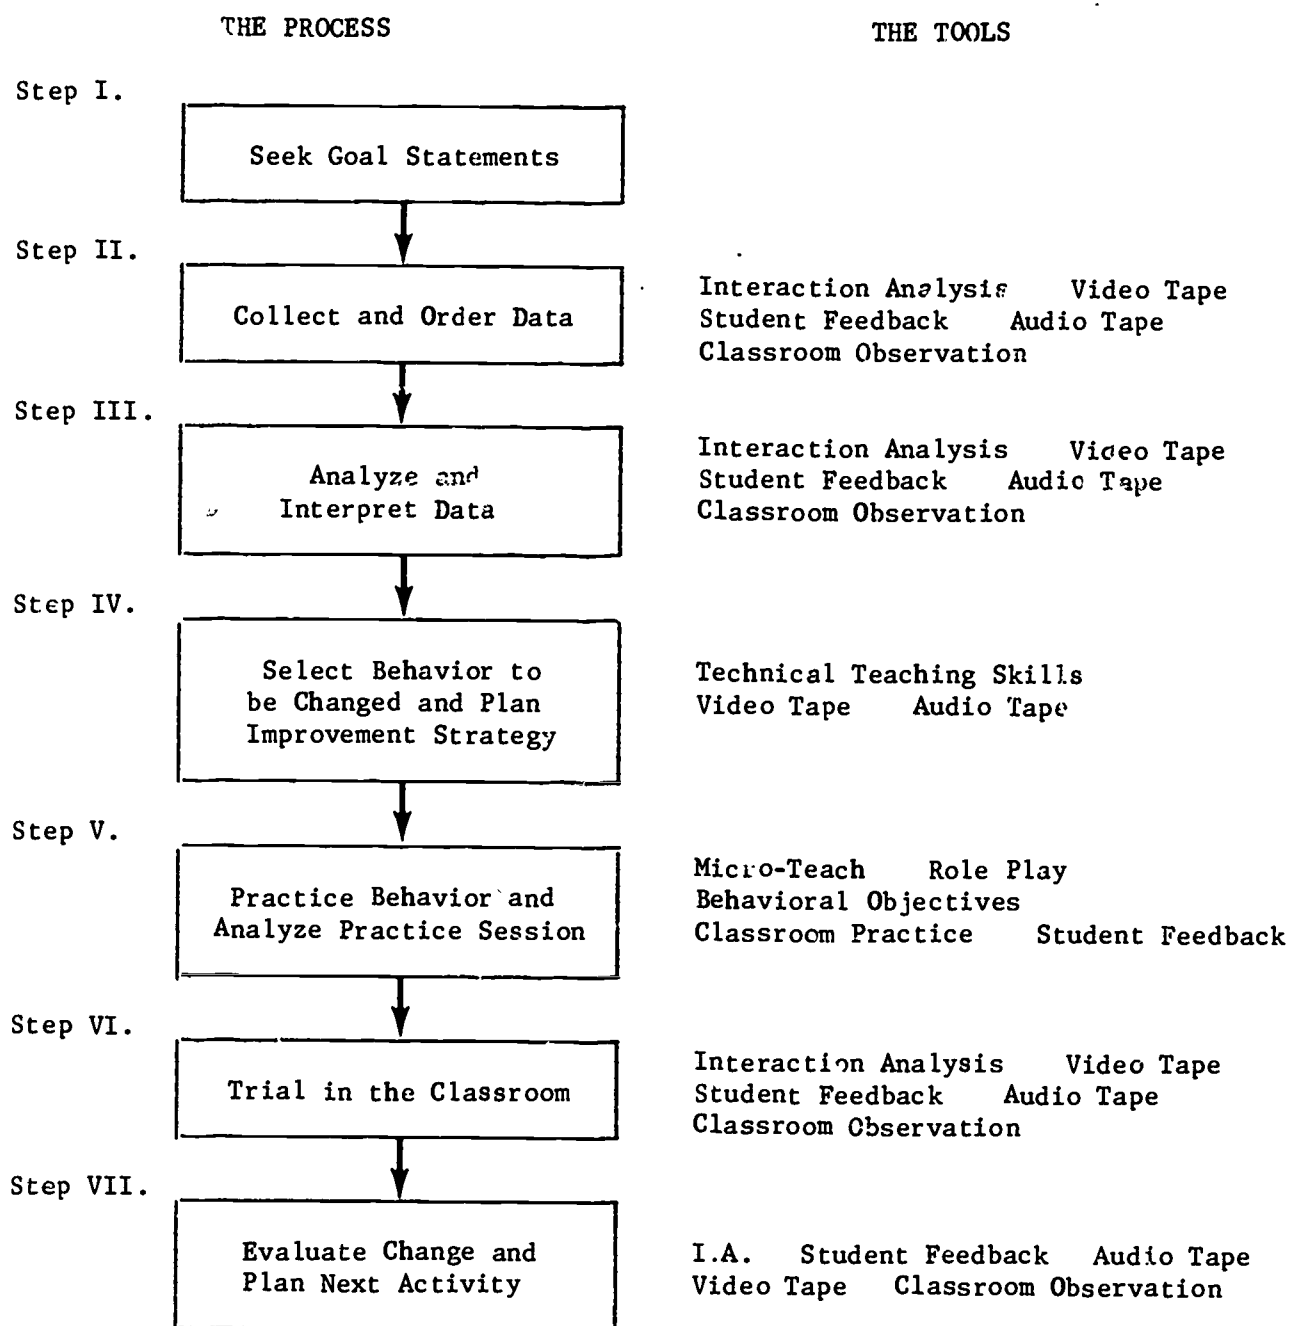 THE PROCESS
THE TOOLS
Step I.
Seek Goal Statements
Step II.
Collect and Order Data
Interaction Analysis Video Tape
Student Feedback Audio Tape
Classroom Observation
Step III.
Analyze and
Interpret Data
Interaction Analysis Video Tape
Student Feedback Audio Tape
Classroom Observation
Step IV.
Select Behavior to
be Changed and Plan
Improvement Strategy
Technical Teaching Skills
Video Tape Audio Tape
Step V.
Practice Behavior and
Analyze Practice Session
Micro-Teach Role Play
Behavioral Objectives
Classroom Practice Student Feedback
Step VI.
Trial in the Classroom
Interaction Analysis Video Tape
Student Feedback Audio Tape
Classroom Observation
Step VII.
Evaluate Change and
Plan Next Activity
I.A. Student Feedback Audio Tape
Video Tape Classroom Observation